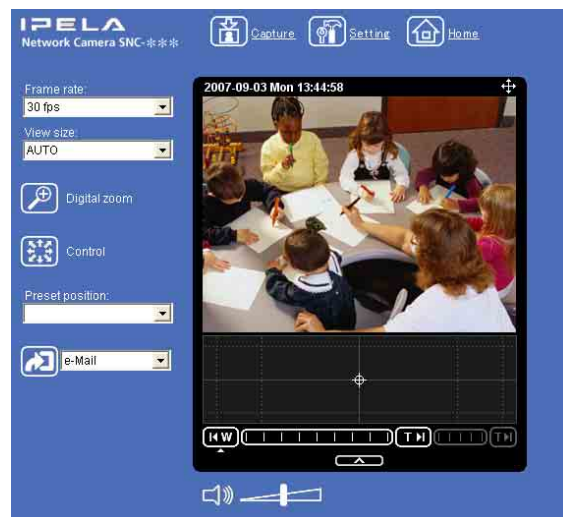 IPELA
Network Camera SNC-***
Capture
Setting
Home
Frame rate:
30 fps
View size:
AUTO
Digital zoom
Control
Preset position:
e-Mail
2007-09-03 Mon 13:44:58
W
T
T